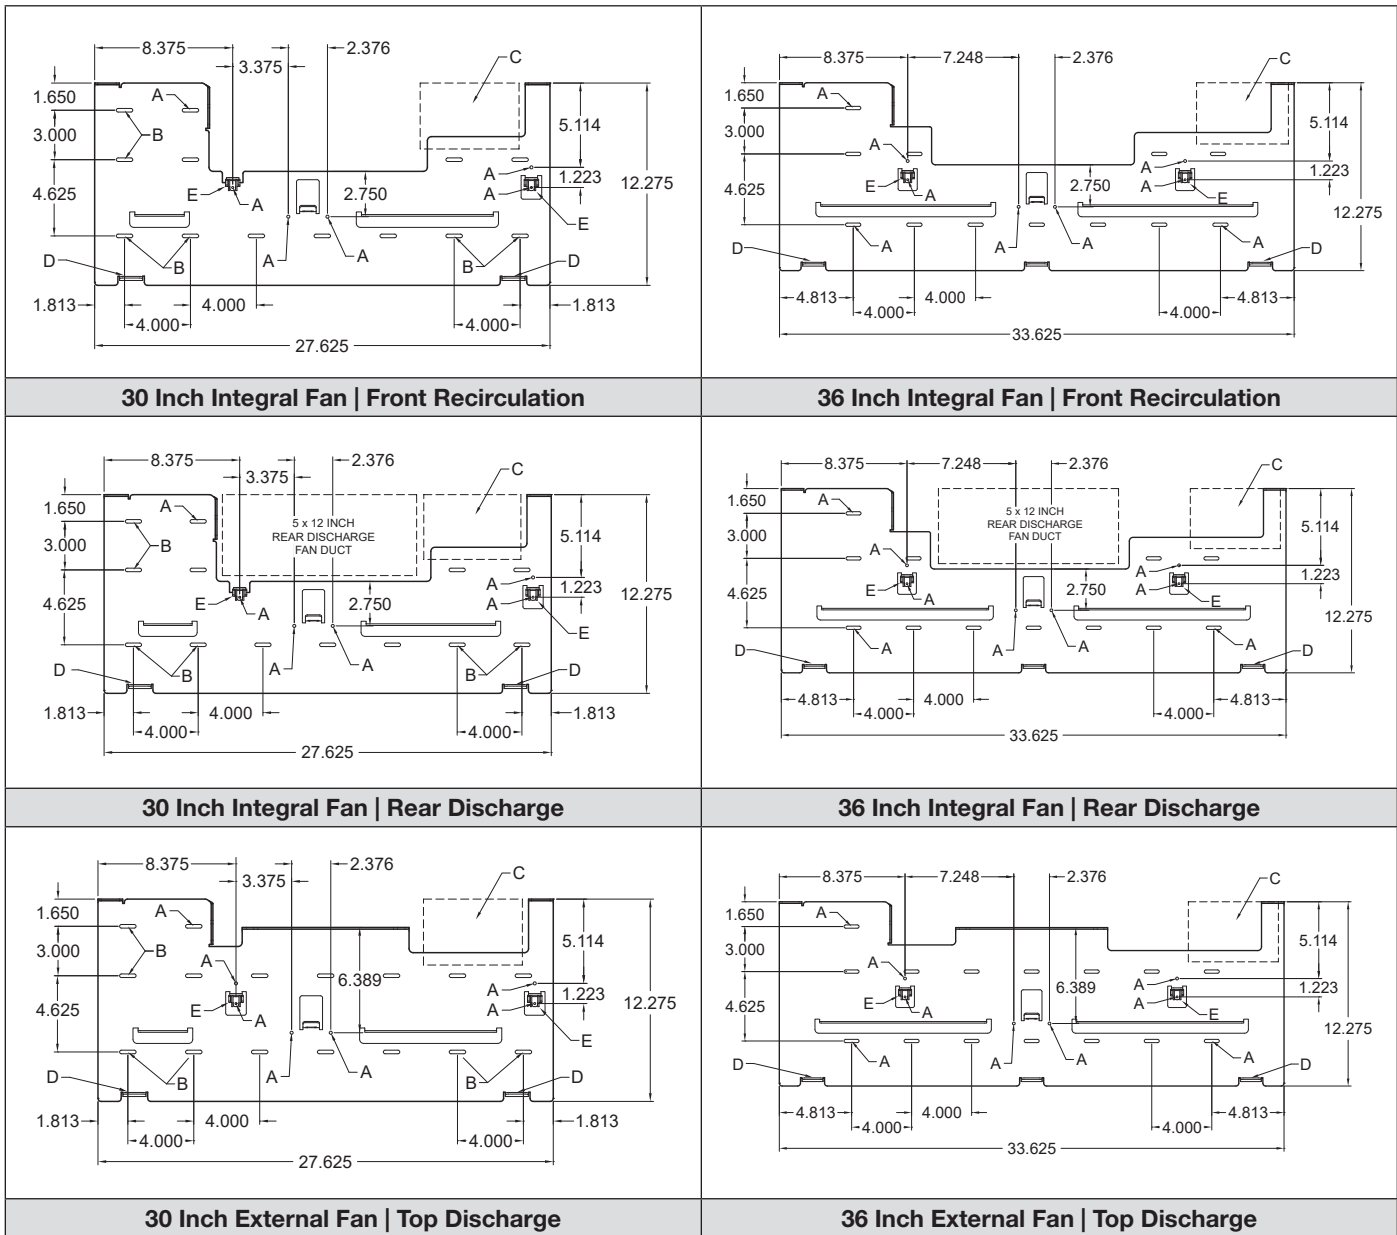 8.375
2.376
3.375
C
1.650
A
3.000
B
5.114
A
1.223
12.275
4.625
E
A
2.750
A
E
D
B
A
A
B
D
1.813
4.000
1.813
4.000
4.000
27.625
30 Inch Integral Fan | Front Recirculation
8.375
7.248
2.376
C
1.650
A
3.000
5.114
A
A
1.223
4.625
E
A
2.750
A
E
12.275
A
A
A
A
D
D
4.813
4.000
4.813
4.000
4.000
33.625
36 Inch Integral Fan | Front Recirculation
8.375
2.376
3.375
C
1.650
A
5 x 12 INCH
REAR DISCHARGE
FAN DUCT
3.000
B
5.114
A
1.223
12.275
4.625
E
A
2.750
A
E
D
B
A
A
B
D
1.813
4.000
1.813
4.000
4.000
27.625
30 Inch Integral Fan | Rear Discharge
8.375
7.248
2.376
C
1.650
A
5 x 12 INCH
REAR DISCHARGE
FAN DUCT
3.000
5.114
A
A
1.223
4.625
E
A
2.750
A
E
12.275
A
A
A
A
D
D
4.813
4.000
4.813
4.000
4.000
33.625
36 Inch Integral Fan | Rear Discharge
8.375
2.376
3.375
C
1.650
A
3.000
B
5.114
A
6.389
A
1.223
12.275
4.625
E
A
A
E
D
B
A
A
B
D
1.813
4.000
1.813
4.000
4.000
27.625
30 Inch External Fan | Top Discharge
8.375
7.248
2.376
C
1.650
A
3.000
5.114
A
6.389
A
1.223
4.625
E
A
A
E
12.275
A
A
A
A
D
D
4.813
4.000
4.813
4.000
4.000
33.625
36 Inch External Fan | Top Discharge